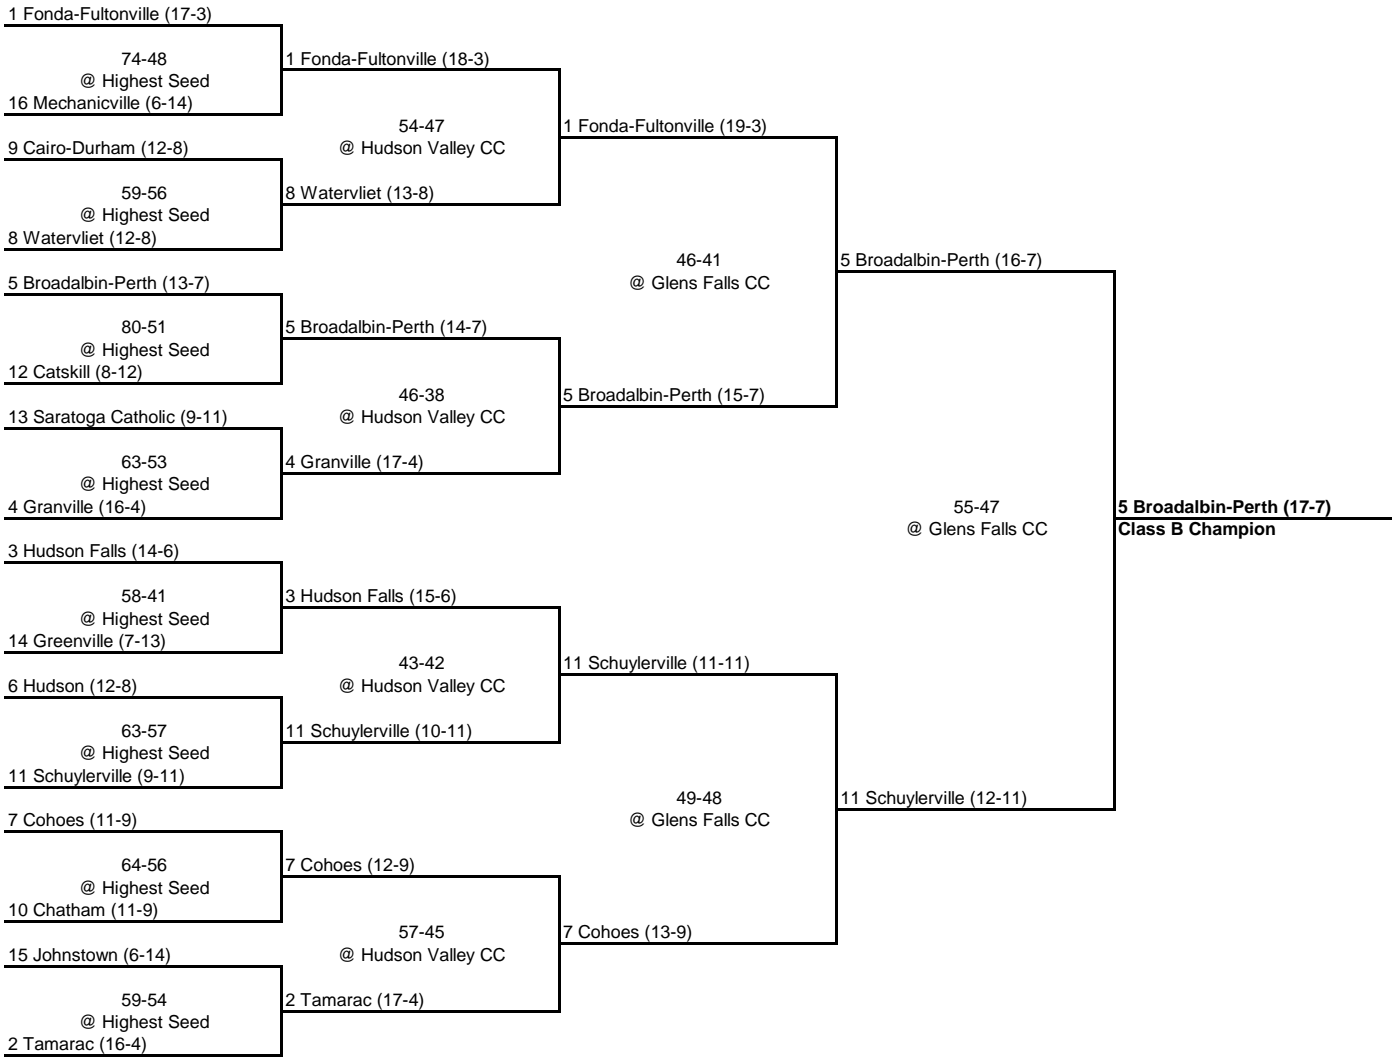 1 Fonda-Fultonville (17-3)
74-48
@ Highest Seed
16 Mechanicville (6-14)
9 Cairo-Durham (12-8)
59-56
@ Highest Seed
8 Watervliet (12-8)
5 Broadalbin-Perth (13-7)
80-51
@ Highest Seed
12 Catskill (8-12)
13 Saratoga Catholic (9-11)
63-53
@ Highest Seed
4 Granville (16-4)
3 Hudson Falls (14-6)
58-41
@ Highest Seed
14 Greenville (7-13)
6 Hudson (12-8)
63-57
@ Highest Seed
11 Schuylerville (9-11)
7 Cohoes (11-9)
64-56
@ Highest Seed
10 Chatham (11-9)
15 Johnstown (6-14)
59-54
@ Highest Seed
2 Tamarac (16-4)
1 Fonda-Fultonville (18-3)
54-47
@ Hudson Valley CC
8 Watervliet (13-8)
5 Broadalbin-Perth (14-7)
46-38
@ Hudson Valley CC
4 Granville (17-4)
3 Hudson Falls (15-6)
43-42
@ Hudson Valley CC
11 Schuylerville (10-11)
7 Cohoes (12-9)
57-45
@ Hudson Valley CC
2 Tamarac (17-4)
1 Fonda-Fultonville (19-3)
46-41
@ Glens Falls CC
5 Broadalbin-Perth (15-7)
11 Schuylerville (11-11)
49-48
@ Glens Falls CC
7 Cohoes (13-9)
5 Broadalbin-Perth (16-7)
55-47
@ Glens Falls CC
11 Schuylerville (12-11)
5 Broadalbin-Perth (17-7)
Class B Champion